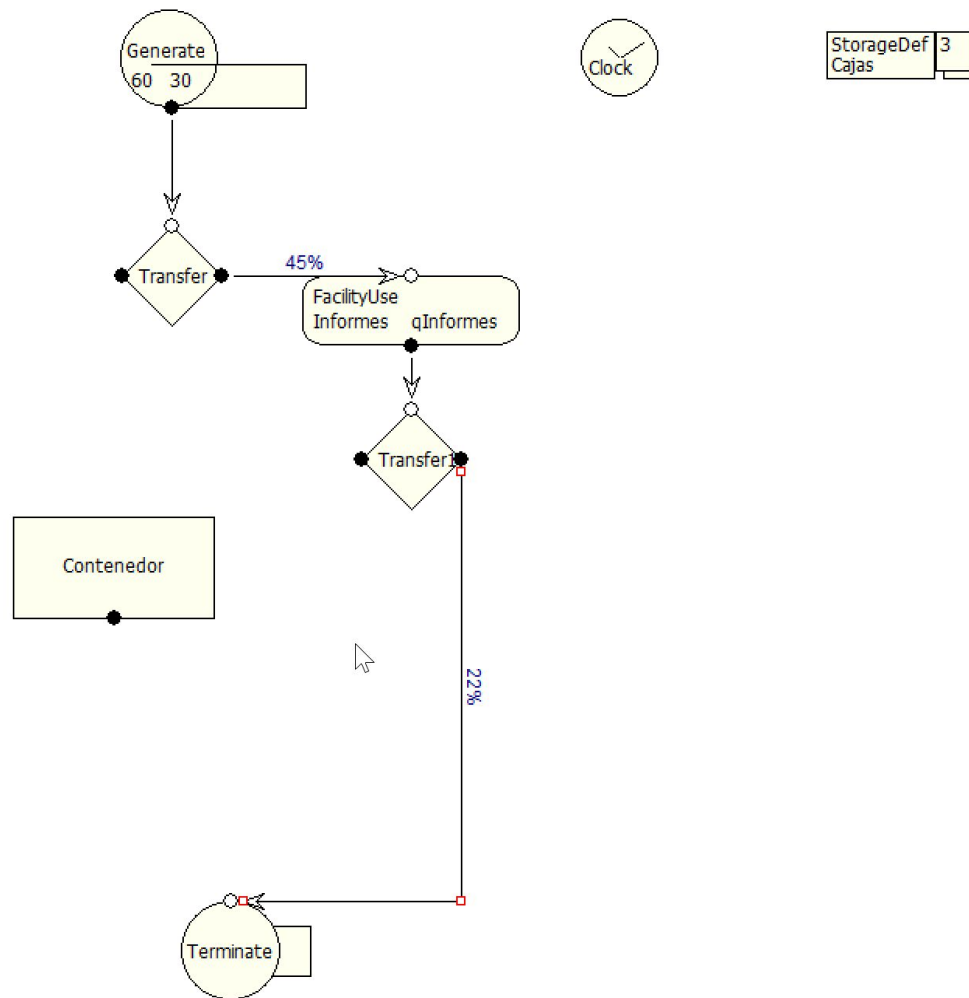 Generate
60 30
Clock
StorageDef 3
Cajas
Transfer
45%
FacilityUse
Informes qInformes
Transfer1
Contenedor
22%
Terminate